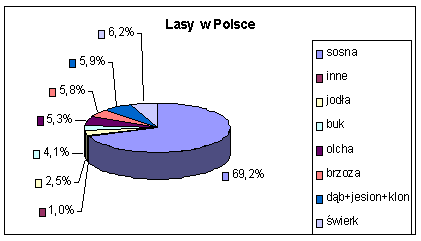 Lasy w Polsce
6,2%
5,9%
5,8%
5,3%
4,1%
2,5%
1,0%
69,2%
sosna
inne
jodła
buk
olcha
brzoza
dąb+jesion+klon
świerk